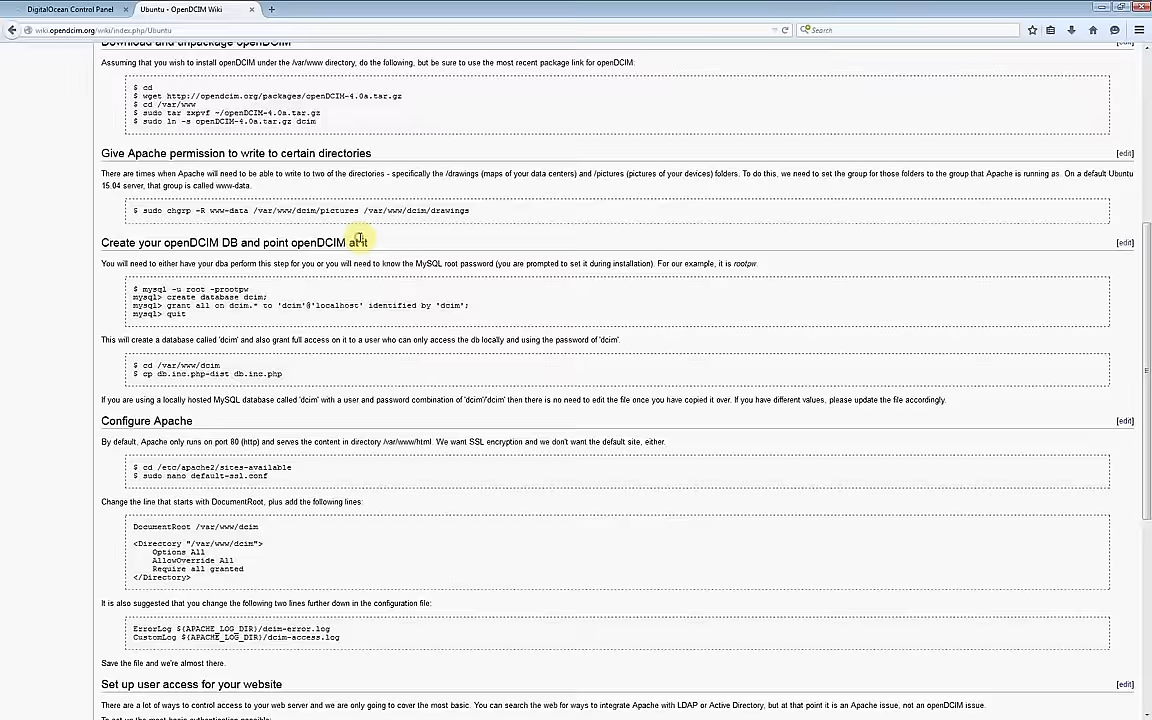 DigitalOcean Control Panel
Ubuntu - OpenDCIM Wiki
wiki.opendcim.org/wiki/index.php/Ubuntu
Search
Download and unpackage openDCIM
[edit]
Assuming that you wish to install openDCIM under the /var/www directory, do the following, but be sure to use the most recent package link for openDCIM:
$ cd
$ wget http://opendcim.org/packages/openDCIM-4.0a.tar.gz
$ cd /var/www
$ sudo tar zxpvf ~/openDCIM-4.0a.tar.gz
$ sudo ln -s openDCIM-4.0a.tar.gz dcim
Give Apache permission to write to certain directories
[edit]
There are times when Apache will need to be able to write to two of the directories - specifically the /drawings (maps of your data centers) and /pictures (pictures of your devices) folders. To do this, we need to set the group for those folders to the group that Apache is running as. On a default Ubuntu
15.04 server, that group is called www-data.
$ sudo chgrp -R www-data /var/www/dcim/pictures /var/www/dcim/drawings
Create your openDCIM DB and point openDCIM at it
[edit]
You will need to either have your dba perform this step for you or you will need to know the MySQL root password (you are prompted to set it during installation). For our example, it is rootpw.
$ mysql -u root -prootpw
mysql> create database dcim;
mysql> grant all on dcim.* to 'dcim'@'localhost' identified by 'dcim';
mysql> quit
This will create a database called 'dcim' and also grant full access on it to a user who can only access the db locally and using the password of 'dcim'.
$ cd /var/www/dcim
$ cp db.inc.php-dist db.inc.php
If you are using a locally hosted MySQL database called 'dcim' with a user and password combination of 'dcim'/'dcim' then there is no need to edit the file once you have copied it over. If you have different values, please update the file accordingly.
Configure Apache
[edit]
By default, Apache only runs on port 80 (http) and serves the content in directory /var/www/html. We want SSL encryption and we don't want the default site, either.
$ cd /etc/apache2/sites-available
$ sudo nano default-ssl.conf
Change the line that starts with DocumentRoot, plus add the following lines:
DocumentRoot /var/www/dcim
<Directory "/var/www/dcim">
Options All
AllowOverride All
Require all granted
</Directory>
It is also suggested that you change the following two lines further down in the configuration file:
ErrorLog ${APACHE_LOG_DIR}/dcim-error.log
CustomLog ${APACHE_LOG_DIR}/dcim-access.log
Save the file and we're almost there.
Set up user access for your website
[edit]
There are a lot of ways to control access to your web server and we are only going to cover the most basic. You can search the web for ways to integrate Apache with LDAP or Active Directory, but at that point it is an Apache issue, not an openDCIM issue.
To set up the most basic authentication possible: